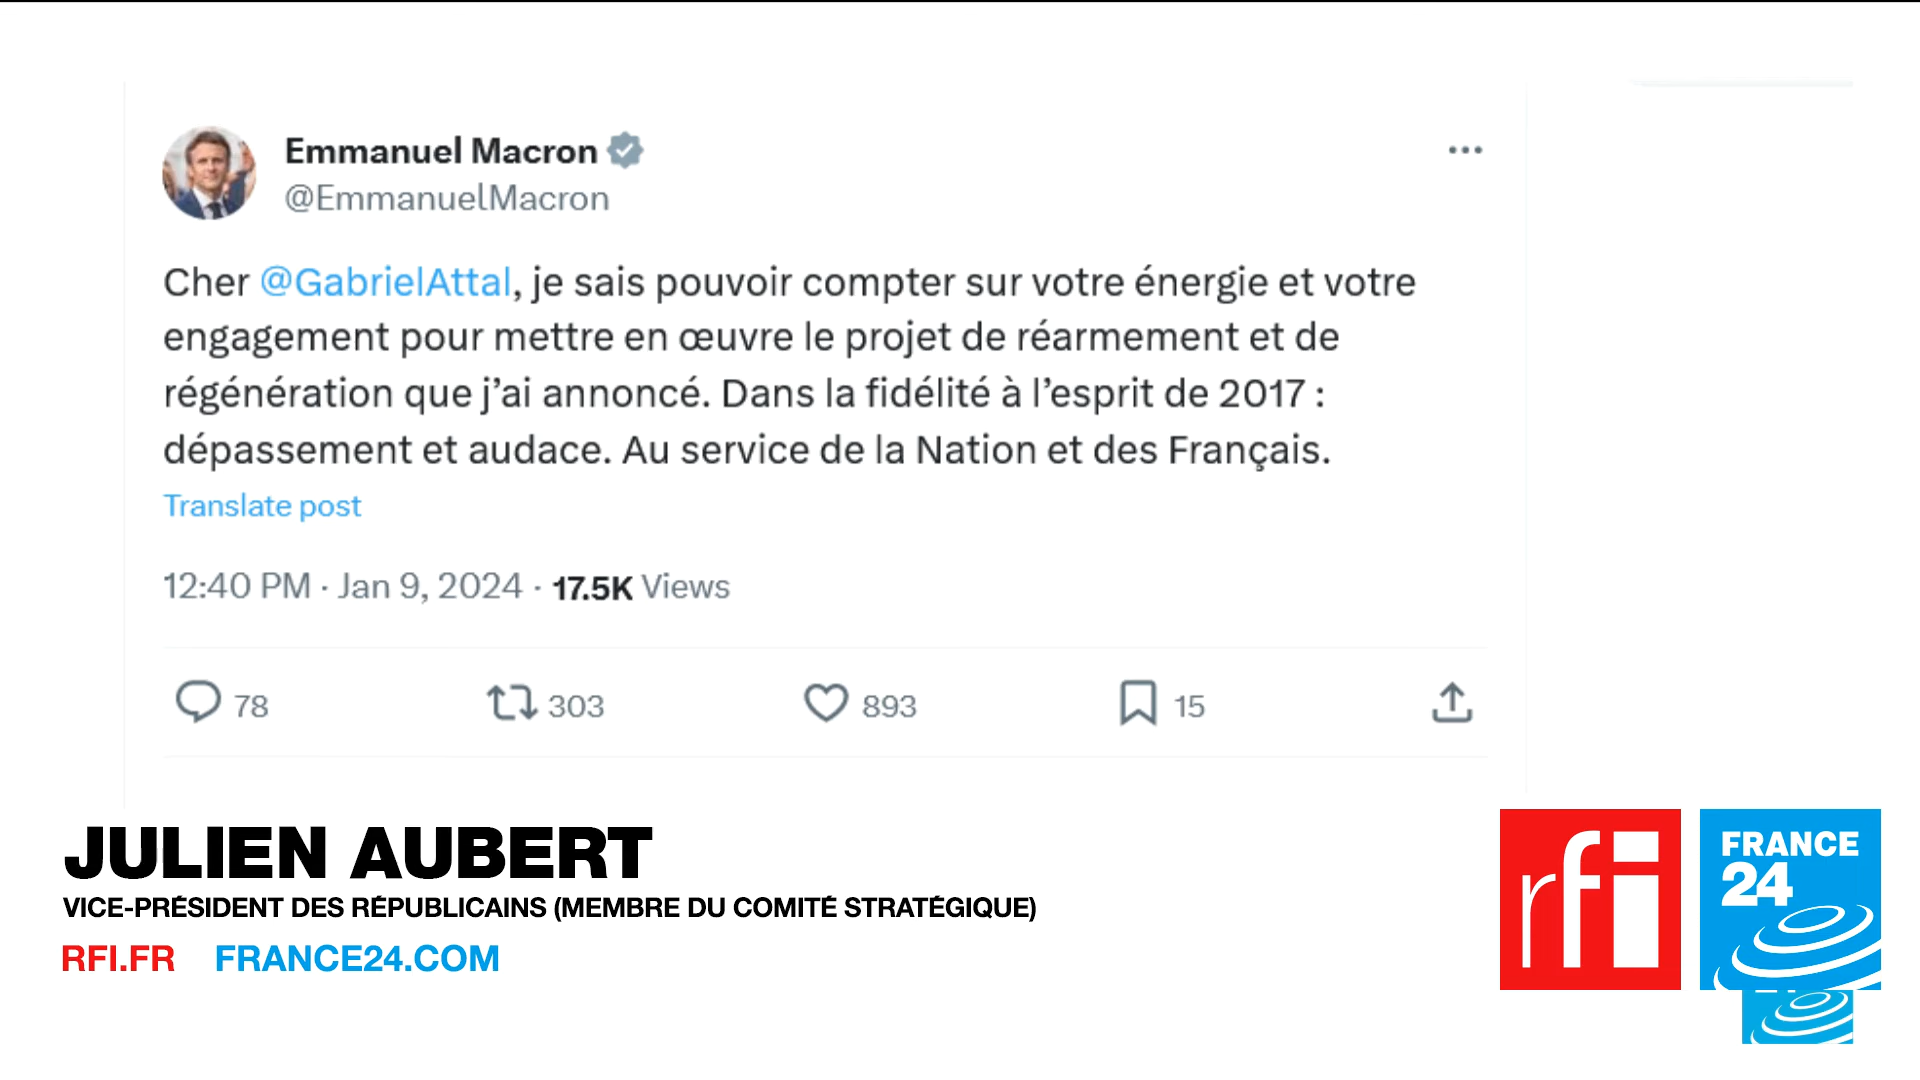 Emmanuel Macron
@EmmanuelMacron
Cher @GabrielAttal, je sais pouvoir compter sur votre énergie et votre
engagement pour mettre en œuvre le projet de réarmement et de
régénération que j’ai annoncé. Dans la fidélité à l’esprit de 2017 :
dépassement et audace. Au service de la Nation et des Français.
Translate post
12:40 PM · Jan 9, 2024 · 17.5K Views
78 303 893 15
JULIEN AUBERT
VICE-PRÉSIDENT DES RÉPUBLICAINS (MEMBRE DU COMITÉ STRATÉGIQUE)
RFI.FR FRANCE24.COM
rfi
FRANCE
24